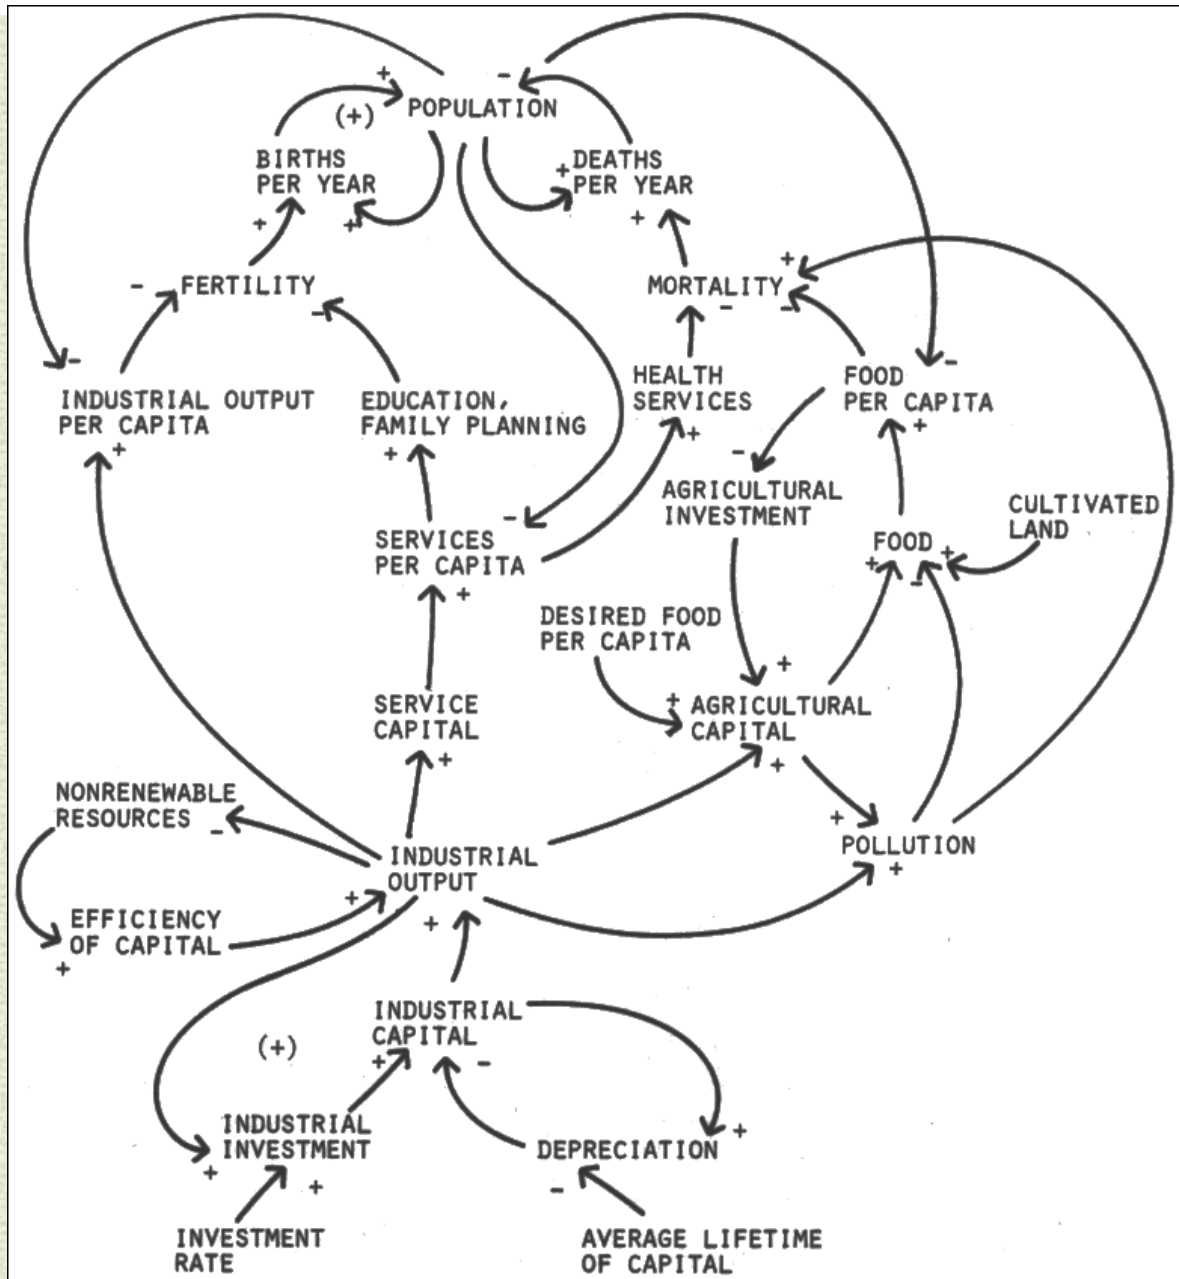 +
-
POPULATION
(+)
BIRTHS
PER YEAR
+
DEATHS
PER YEAR
+
+
+
+
-
FERTILITY
-
MORTALITY
-
-
-
-
INDUSTRIAL OUTPUT
PER CAPITA
+
EDUCATION,
FAMILY PLANNING
+
HEALTH
SERVICES
+
FOOD
PER CAPITA
+
-
AGRICULTURAL
INVESTMENT
CULTIVATED
LAND
-
SERVICES
PER CAPITA
+
FOOD
+
+
-
DESIRED FOOD
PER CAPITA
+
SERVICE
CAPITAL
+
+
AGRICULTURAL
CAPITAL
+
NONRENEWABLE
RESOURCES
-
+
POLLUTION
+
INDUSTRIAL
OUTPUT
+
+
EFFICIENCY
OF CAPITAL
+
INDUSTRIAL
CAPITAL
(+)
+
-
INDUSTRIAL
INVESTMENT
+
+
DEPRECIATION
+
-
INVESTMENT
RATE
AVERAGE LIFETIME
OF CAPITAL